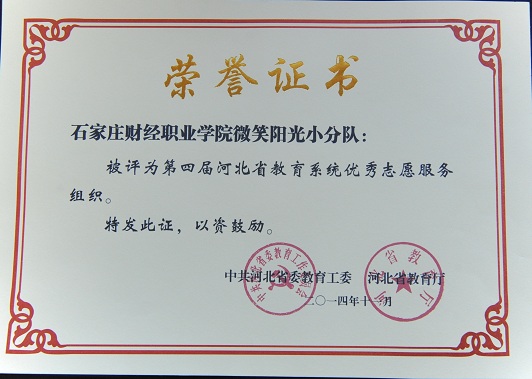 荣誉证书
石家庄财经职业学院微笑阳光小分队：
被评为第四届河北省教育系统优秀志愿服务
组织。
特发此证，以资鼓励。
中共河北省委教育工委 河北省教育厅
二〇一四年十一月